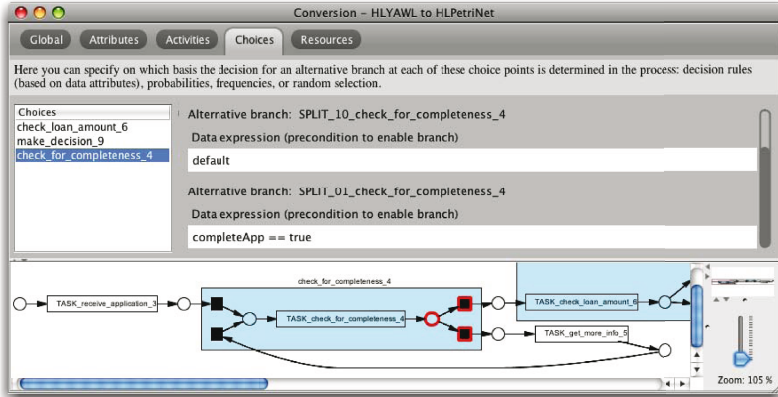 Conversion – HLYAWL to HLPetriNet
Global Attributes Activities Choices Resources
Here you can specify on which basis the decision for an alternative branch at each of these choice points is determined in the process: decision rules
(based on data attributes), probabilities, frequencies, or random selection.
Choices
check_loan_amount_6
make_decision_9
check_for_completeness_4
Alternative branch: SPLIT_10_check_for_completeness_4
Data expression (precondition to enable branch)
default
Alternative branch: SPLIT_01_check_for_completeness_4
Data expression (precondition to enable branch)
completeApp == true
check_for_completeness_4
TASK_receive_application_3
TASK_check_for_completeness_4
TASK_check_loan_amount_6
TASK_get_more_info_5
Zoom: 105 %